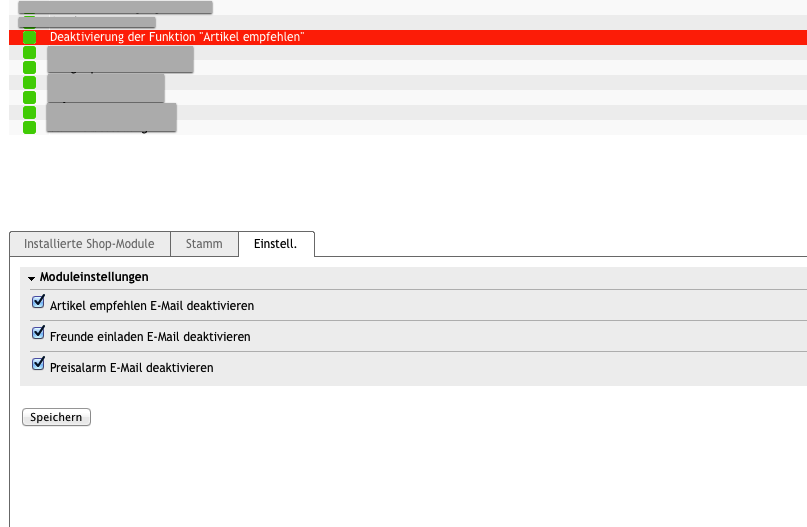 Deaktivierung der Funktion "Artikel empfehlen"
Installierte Shop-Module
Stamm
Einstell.
Moduleinstellungen
Artikel empfehlen E-Mail deaktivieren
Freunde einladen E-Mail deaktivieren
Preisalarm E-Mail deaktivieren
Speichern